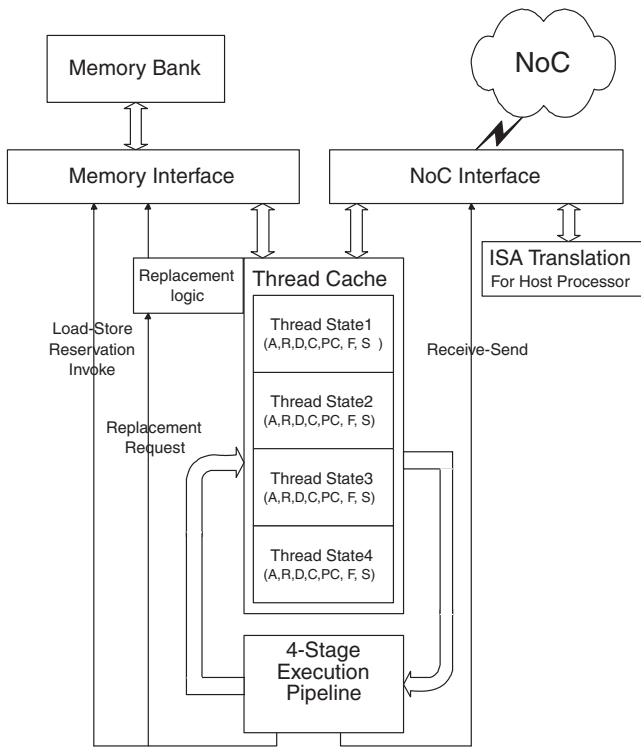 Memory Bank
NoC
Memory Interface
NoC Interface
ISA Translation
For Host Processor
Replacement
logic
Thread Cache
Thread State1
(A,R,D,C,PC, F, S )
Load-Store
Reservation
Invoke
Receive-Send
Thread State2
(A,R,D,C,PC, F, S)
Replacement
Request
Thread State3
(A,R,D,C,PC, F, S)
Thread State4
(A,R,D,C,PC, F, S)
4-Stage
Execution
Pipeline